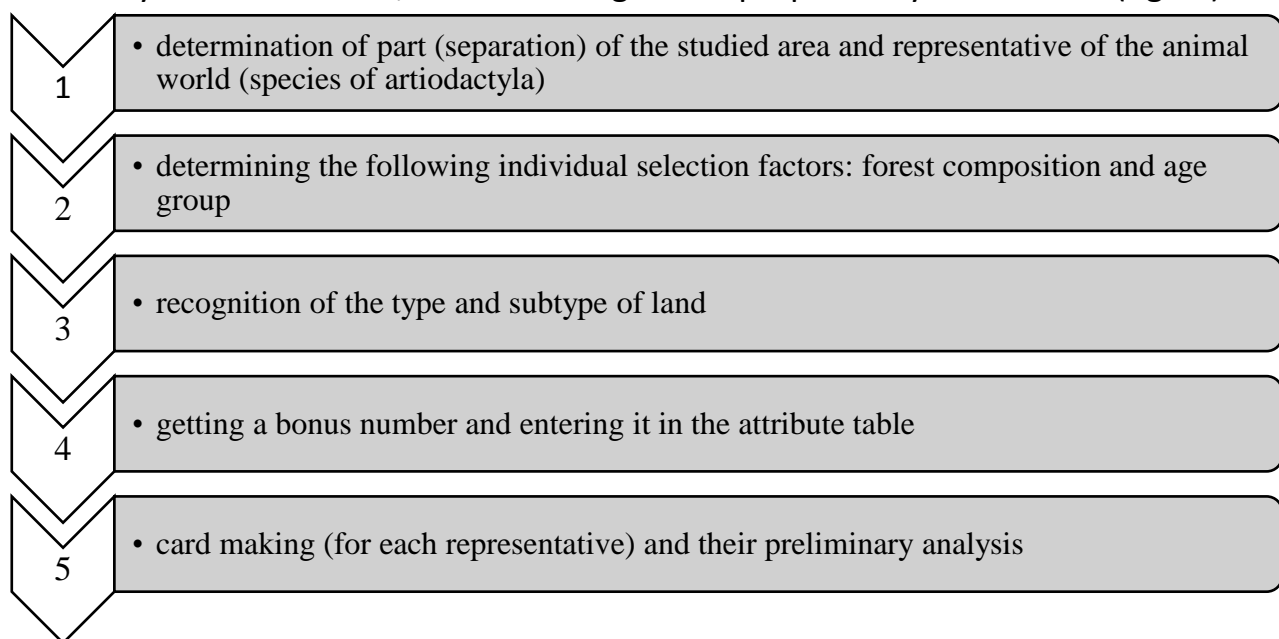 1
• determination of part (separation) of the studied area and representative of the animal
world (species of artiodactyla)
2
• determining the following individual selection factors: forest composition and age
group
3
• recognition of the type and subtype of land
4
• getting a bonus number and entering it in the attribute table
5
• card making (for each representative) and their preliminary analysis